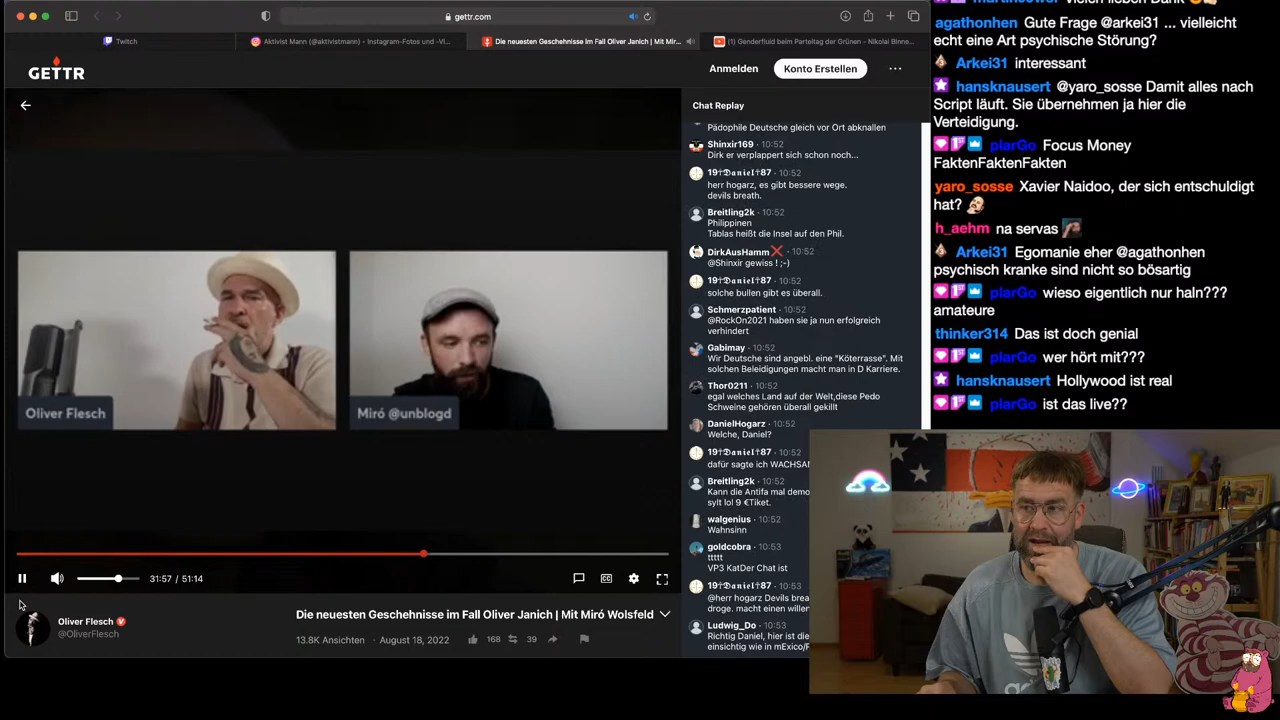 gettr.com
Twitch
Aktivist Mann (@aktivistmann) • Instagram-Fotos und -Vi...
Die neuesten Geschehnisse im Fall Oliver Janich | Mit Mir...
(1) Genderfluid beim Parteitag der Grünen - Nikolai Binne...
GETTR
Anmelden
Konto Erstellen
Chat Replay
Pädophile Deutsche gleich vor Ort abknallen
Shinxir169 · 10:52
Dirk er verplappert sich schon noch...
19†𝕯𝖆𝖓𝖎𝖊𝖑†87 · 10:52
herr hogarz, es gibt bessere wege.
devils breath.
Breitling2k · 10:52
Philippinen
Tablas heißt die Insel auf den Phil.
DirkAusHamm❌ · 10:52
@Shinxir gewiss ! ;-)
19†𝕯𝖆𝖓𝖎𝖊𝖑†87 · 10:52
solche bullen gibt es überall.
Schmerzpatient · 10:52
@RockOn2021 haben sie ja nun erfolgreich
verhindert
Gabimay · 10:52
Wir Deutsche sind angebl. eine "Köterrasse". Mit
solchen Beleidigungen macht man in D Karriere.
Thor0211 · 10:52
egal welches Land auf der Welt,diese Pedo
Schweine gehören überall gekillt
DanielHogarz · 10:52
Welche, Daniel?
19†𝕯𝖆𝖓𝖎𝖊𝖑†87 · 10:52
dafür sagte ich WACHSA
Breitling2k · 10:52
Kann die Antifa mal demo
sylt lol 9 €Tiket.
walgenius · 10:52
Wahnsinn
goldcobra · 10:53
ttttt
VP3 KatDer Chat ist
19†𝕯𝖆𝖓𝖎𝖊𝖑†87 · 10:53
@herr hogarz Devils brea
droge. macht einen willen
Ludwig_Do · 10:53
Richtig Daniel, hier ist die
einsichtig wie in mExico/P
Oliver Flesch
Miró @unblogd
31:57 / 51:14
Oliver Flesch
@OliverFlesch
Die neuesten Geschehnisse im Fall Oliver Janich | Mit Miró Wolsfeld
13.8K Ansichten · August 18, 2022
168
39
agathonhen Gute Frage @arkei31 ... vielleicht
echt eine Art psychische Störung?
Arkei31 interessant
hansknausert @yaro_sosse Damit alles nach
Script läuft. Sie übernehmen ja hier die
Verteidigung.
plarGo Focus Money
FaktenFaktenFakten
yaro_sosse Xavier Naidoo, der sich entschuldigt
hat?
h_aehm na servas
Arkei31 Egomanie eher @agathonhen
psychisch kranke sind nicht so bösartig
plarGo wieso eigentlich nur haln???
amateure
thinker314 Das ist doch genial
plarGo wer hört mit???
hansknausert Hollywood ist real
plarGo ist das live??